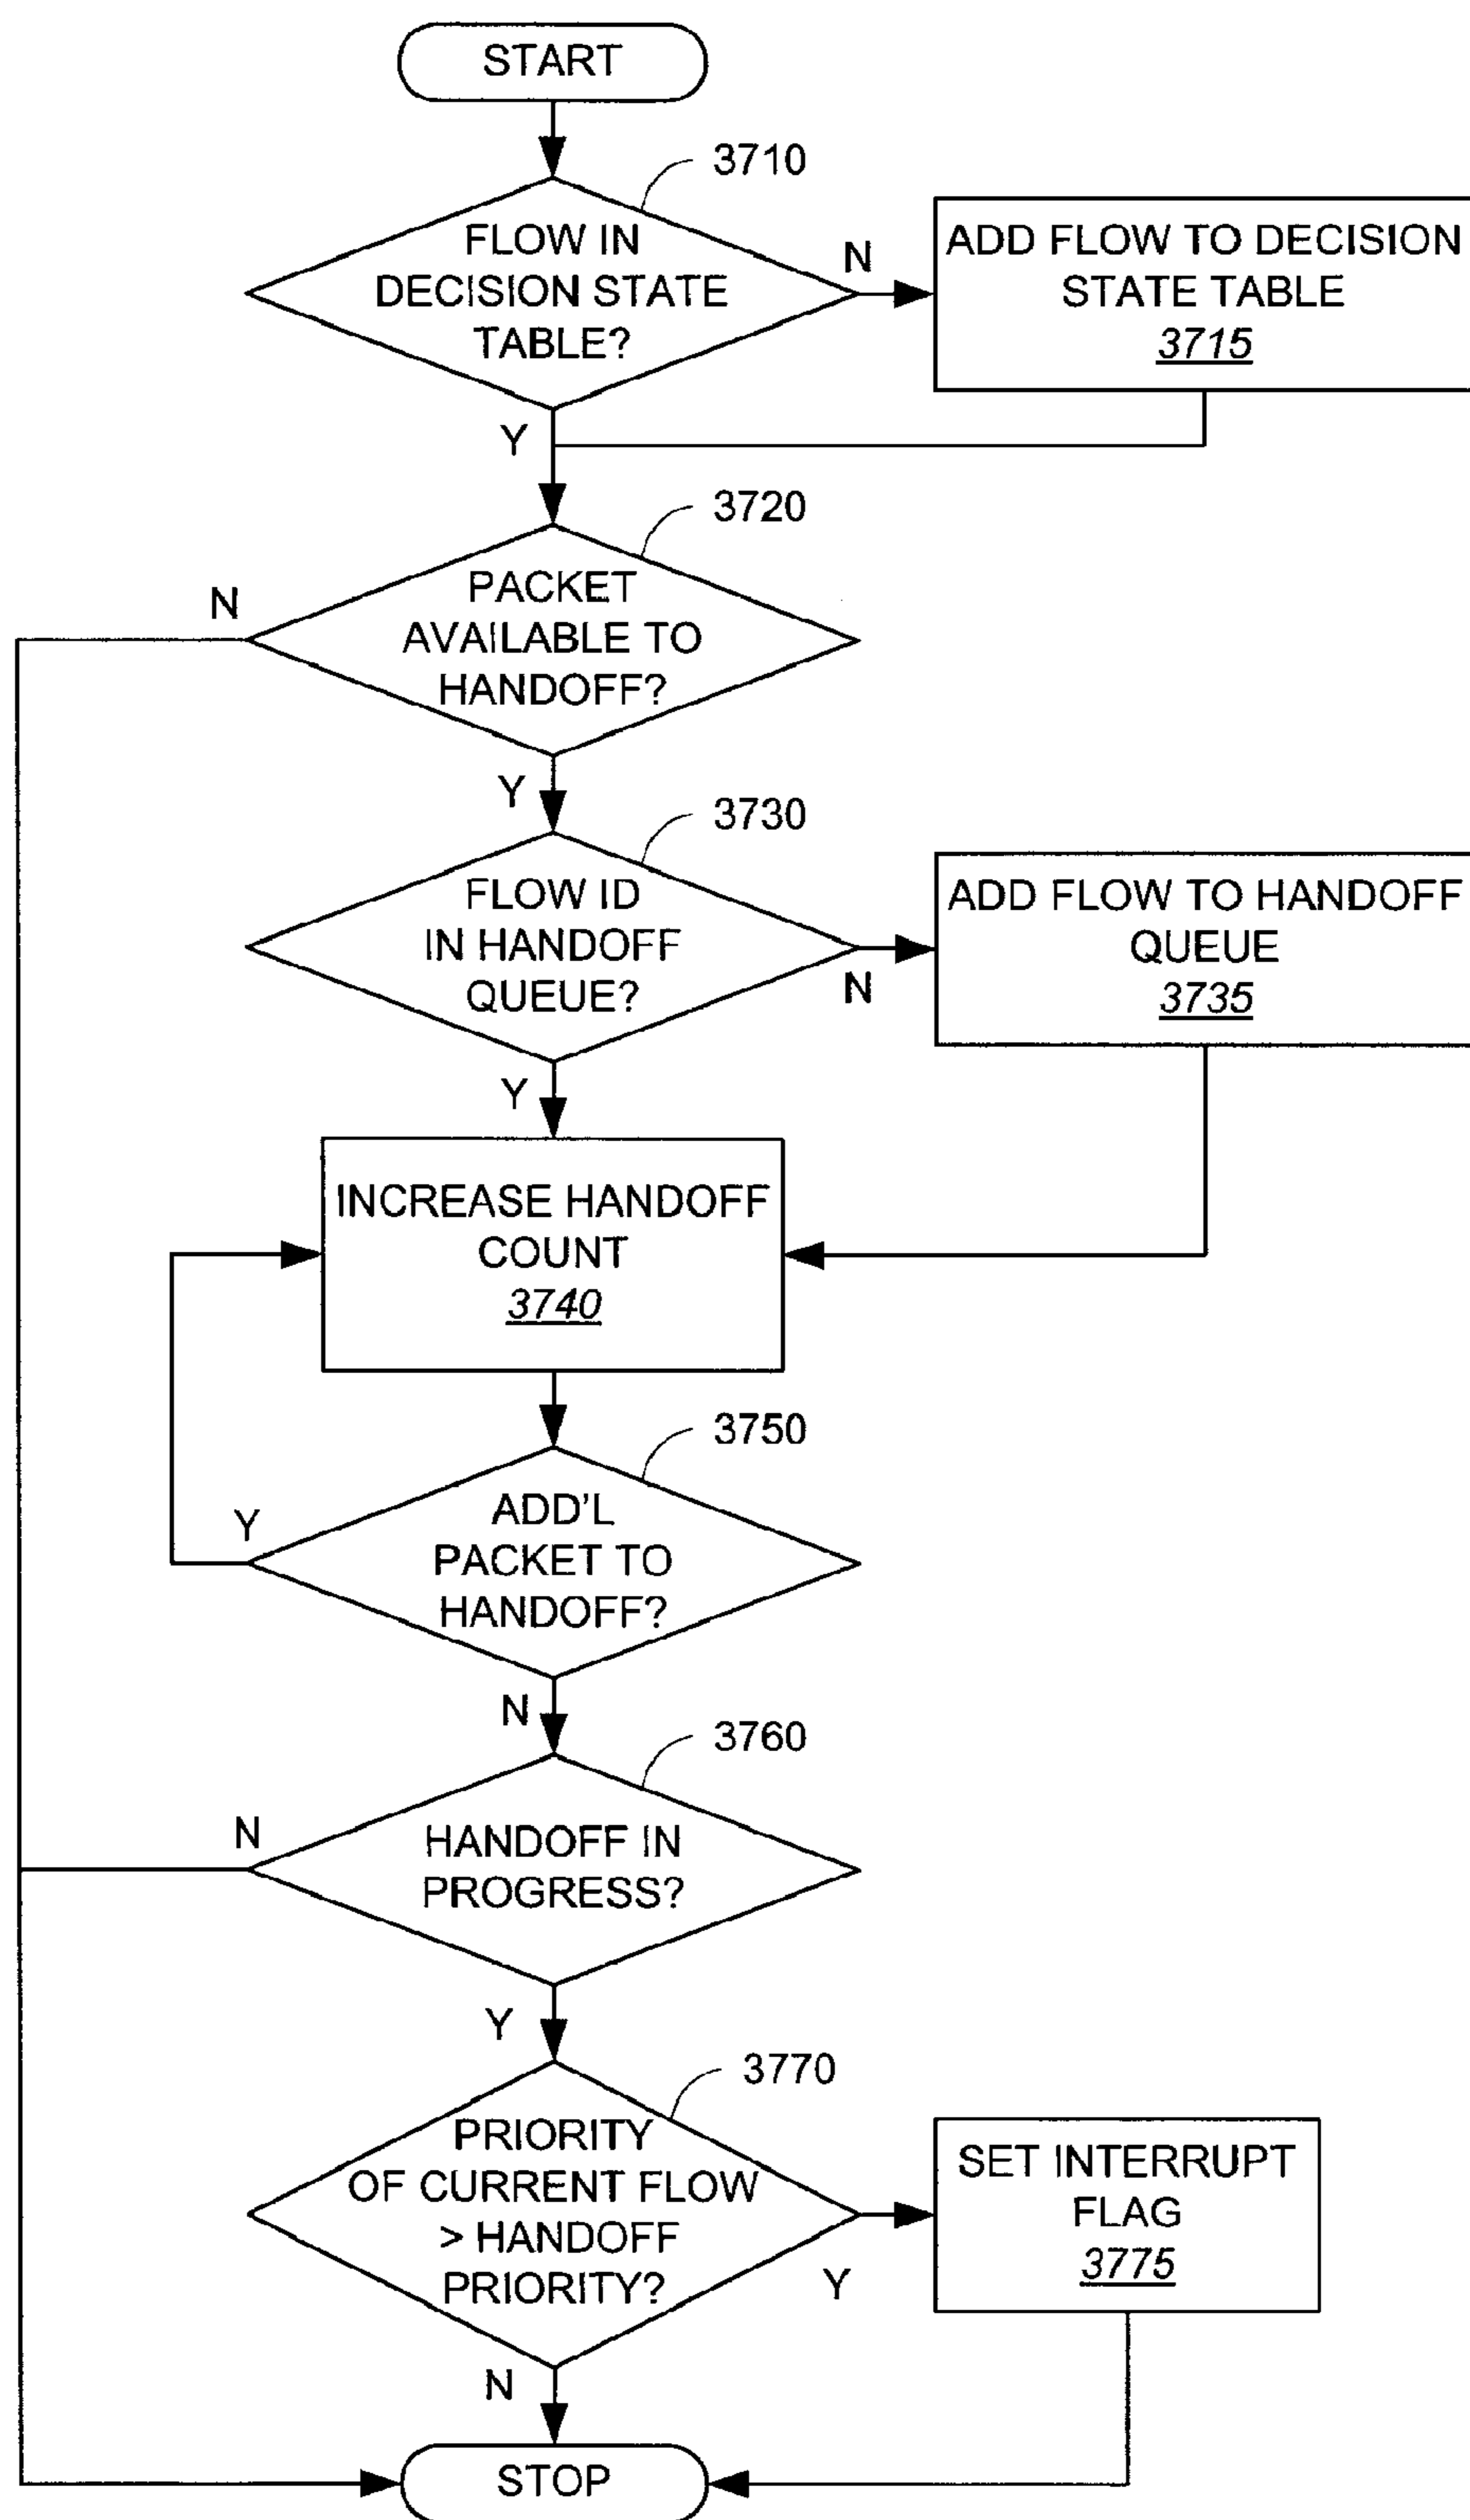 START
3710
FLOW IN
DECISION STATE
TABLE?
N
ADD FLOW TO DECISION
STATE TABLE
3715
Y
3720
PACKET
AVAILABLE TO
HANDOFF?
N
Y
3730
FLOW ID
IN HANDOFF
QUEUE?
N
ADD FLOW TO HANDOFF
QUEUE
3735
Y
INCREASE HANDOFF
COUNT
3740
3750
ADD'L
PACKET TO
HANDOFF?
Y
N
3760
HANDOFF IN
PROGRESS?
N
Y
3770
PRIORITY
OF CURRENT FLOW
> HANDOFF
PRIORITY?
Y
SET INTERRUPT
FLAG
3775
N
STOP